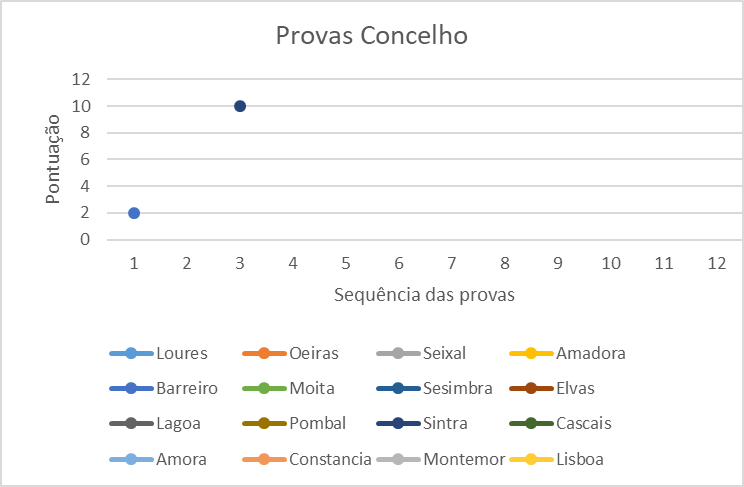 Provas Concelho
12
10
8
6
4
2
0
Pontuação
1 2 3 4 5 6 7 8 9 10 11 12
Sequência das provas
Loures Oeiras Seixal Amadora
Barreiro Moita Sesimbra Elvas
Lagoa Pombal Sintra Cascais
Amora Constancia Montemor Lisboa